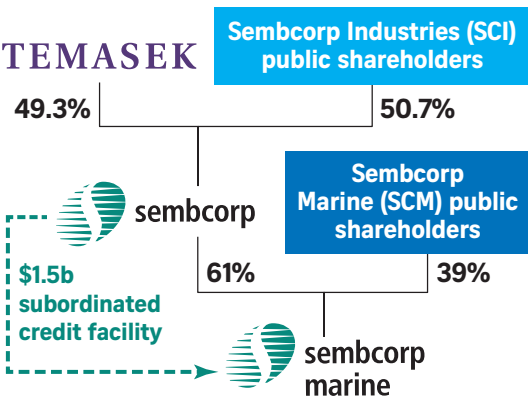 TEMASEK
Sembcorp Industries (SCI)
public shareholders
49.3%
50.7%
sembcorp
Sembcorp
Marine (SCM) public
shareholders
61%
39%
$1.5b
subordinated
credit facility
sembcorp
marine